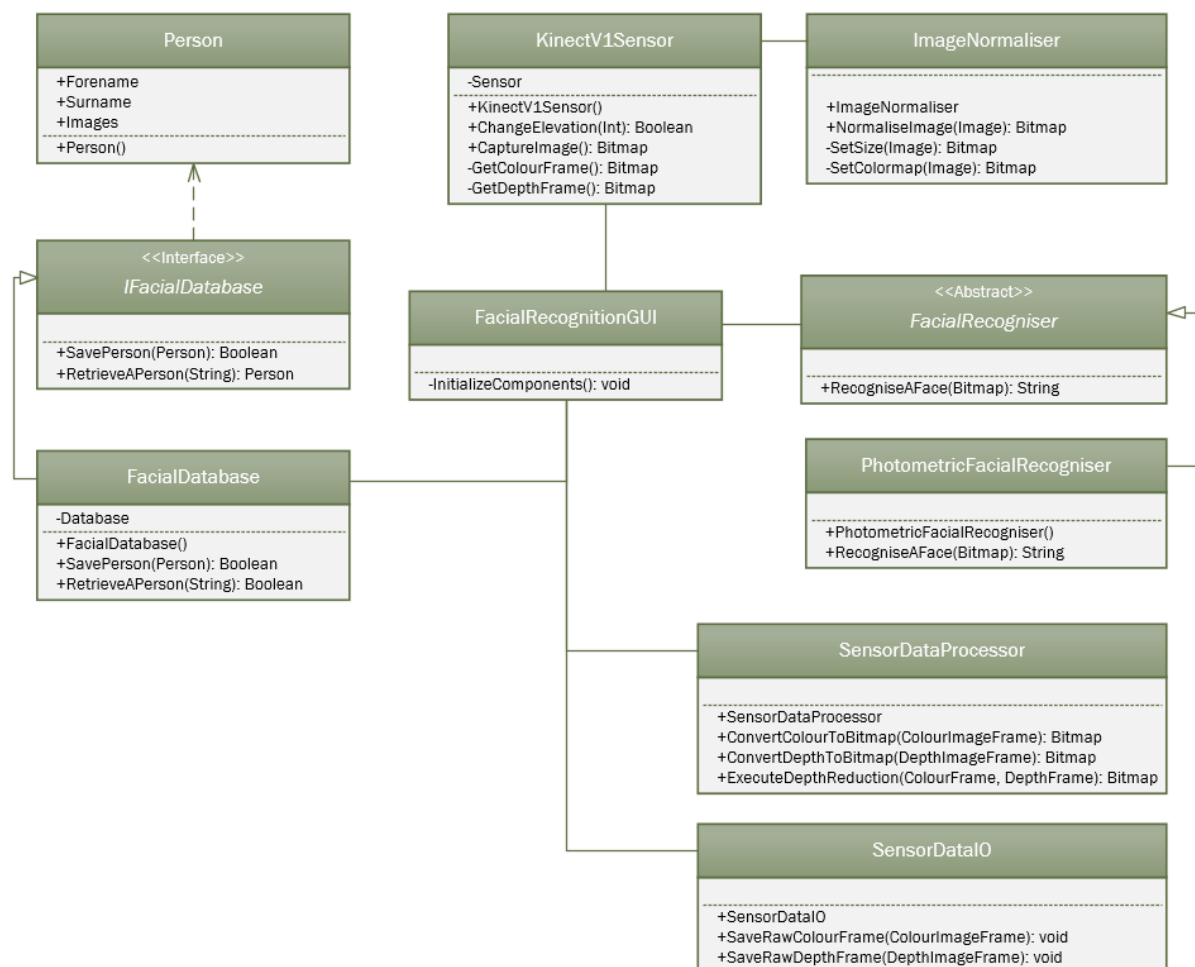 Person
+Forename
+Surname
+Images
+Person()
KinectV1Sensor
-Sensor
+KinectV1Sensor()
+ChangeElevation(Int): Boolean
+CaptureImage(): Bitmap
-GetColourFrame(): Bitmap
-GetDepthFrame(): Bitmap
ImageNormaliser
+ImageNormaliser
+NormaliseImage(Image): Bitmap
-SetSize(Image): Bitmap
-SetColormap(Image): Bitmap
<<Interface>>
IFacialDatabase
+SavePerson(Person): Boolean
+RetrieveAPerson(String): Person
FacialRecognitionGUI
-InitializeComponents(): void
<<Abstract>>
FacialRecogniser
+RecogniseAFace(Bitmap): String
FacialDatabase
-Database
+FacialDatabase()
+SavePerson(Person): Boolean
+RetrieveAPerson(String): Boolean
PhotometricFacialRecogniser
+PhotometricFacialRecogniser()
+RecogniseAFace(Bitmap): String
SensorDataProcessor
+SensorDataProcessor
+ConvertColourToBitmap(ColourImageFrame): Bitmap
+ConvertDepthToBitmap(DepthImageFrame): Bitmap
+ExecuteDepthReduction(ColourFrame, DepthFrame): Bitmap
SensorDataIO
+SensorDataIO
+SaveRawColourFrame(ColourImageFrame): void
+SaveRawDepthFrame(DepthImageFrame): void